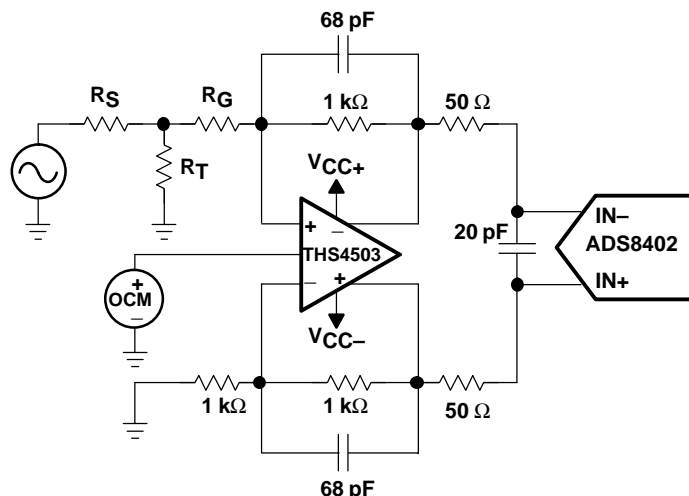 68 pF
RS
RG
1 kΩ
50 Ω
RT
VCC+
+
−
IN−
20 pF
ADS8402
THS4503
+
OCM
−
−
+
IN+
VCC−
1 kΩ
1 kΩ
50 Ω
68 pF